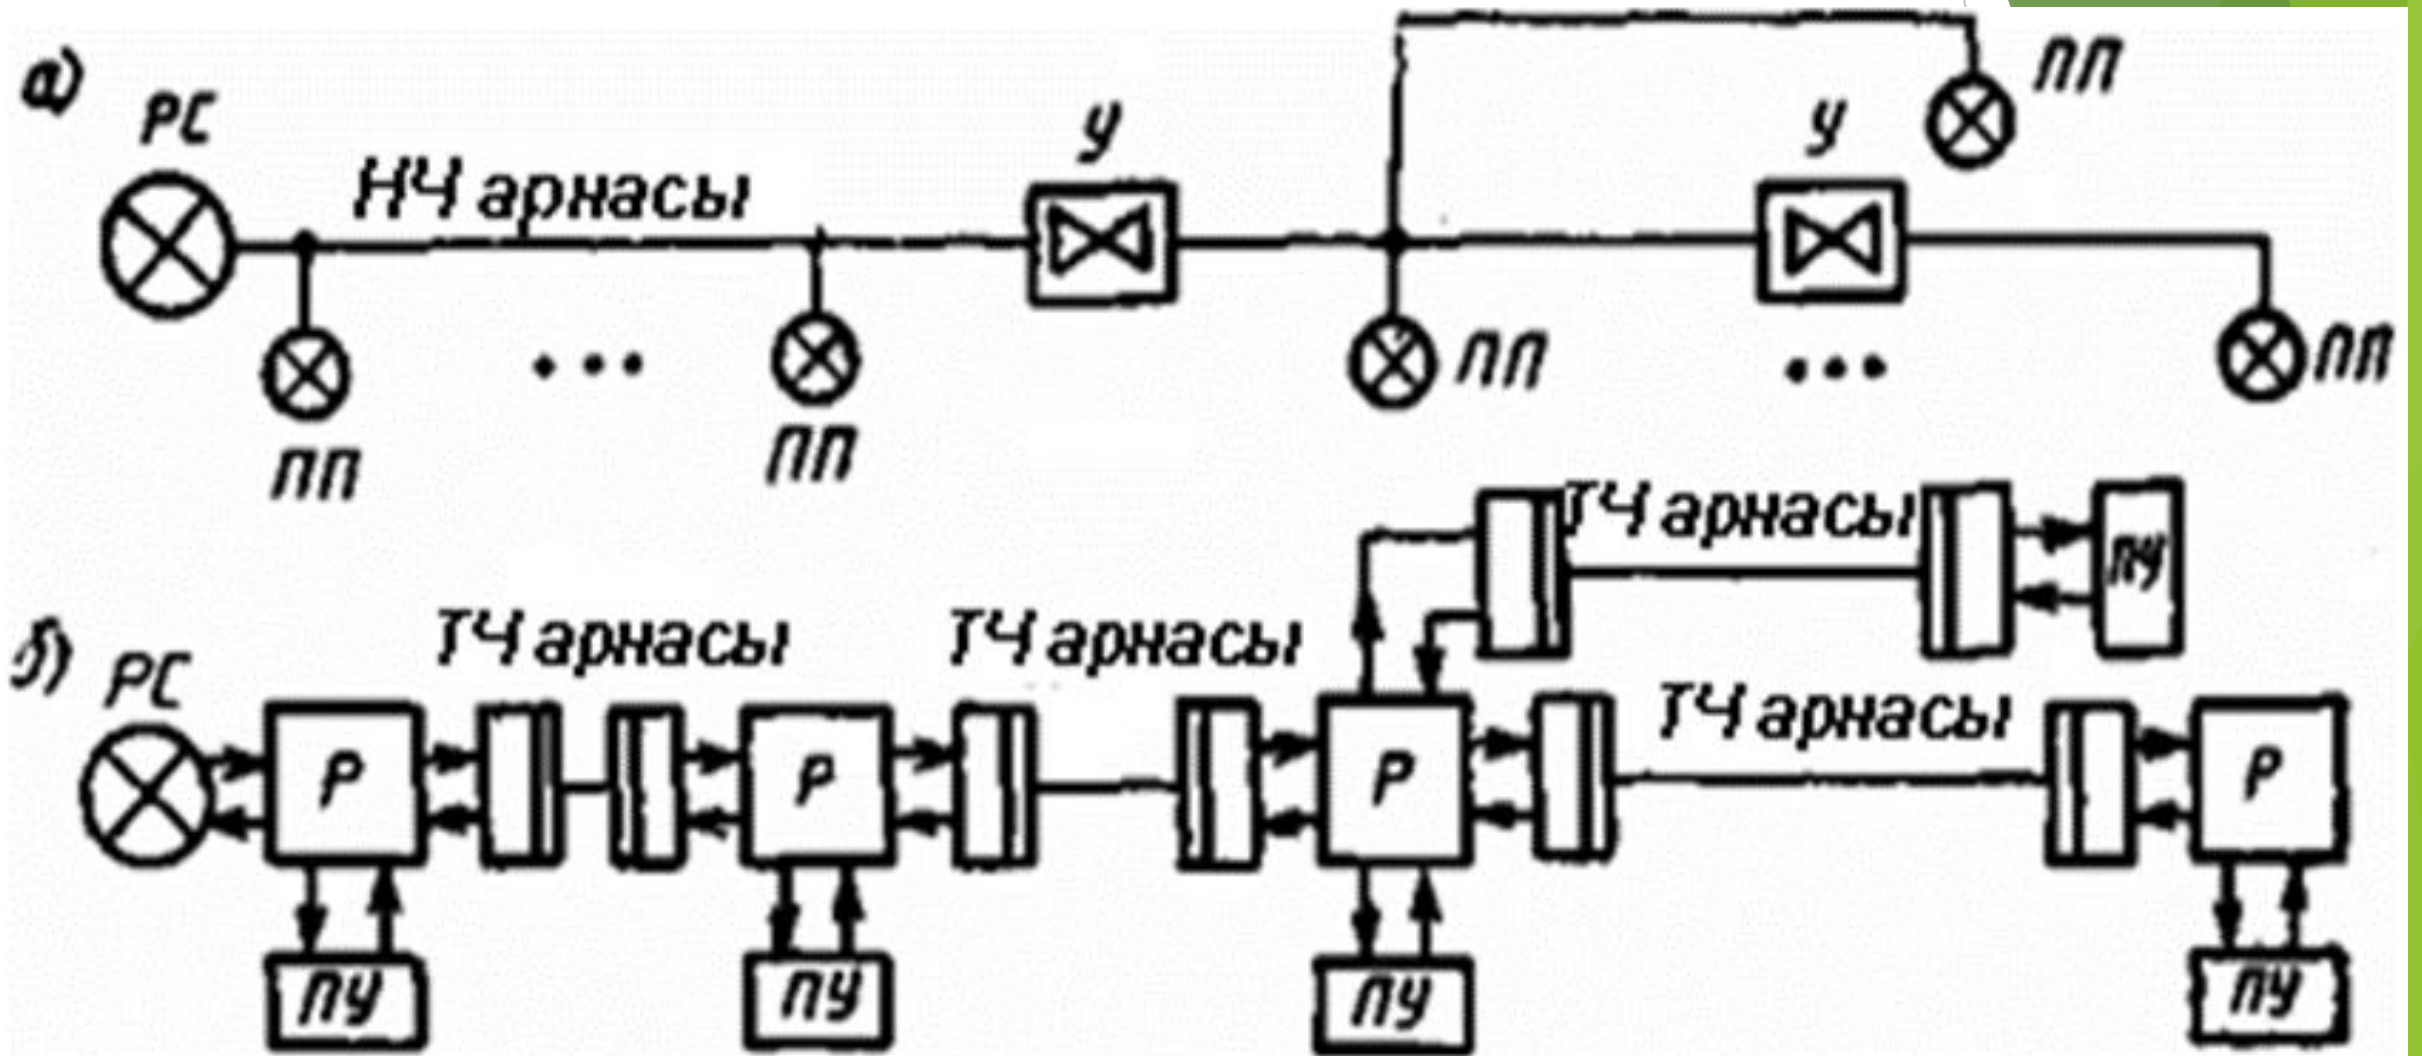 а)
РС
НЧ арнасы
У
У
ПП
ПП
ПП
ПП
ПП
б)
РС
ТЧ арнасы
ТЧ арнасы
ТЧ арнасы
ТЧ арнасы
ПУ
Р
Р
Р
Р
ПУ
ПУ
ПУ
ПУ